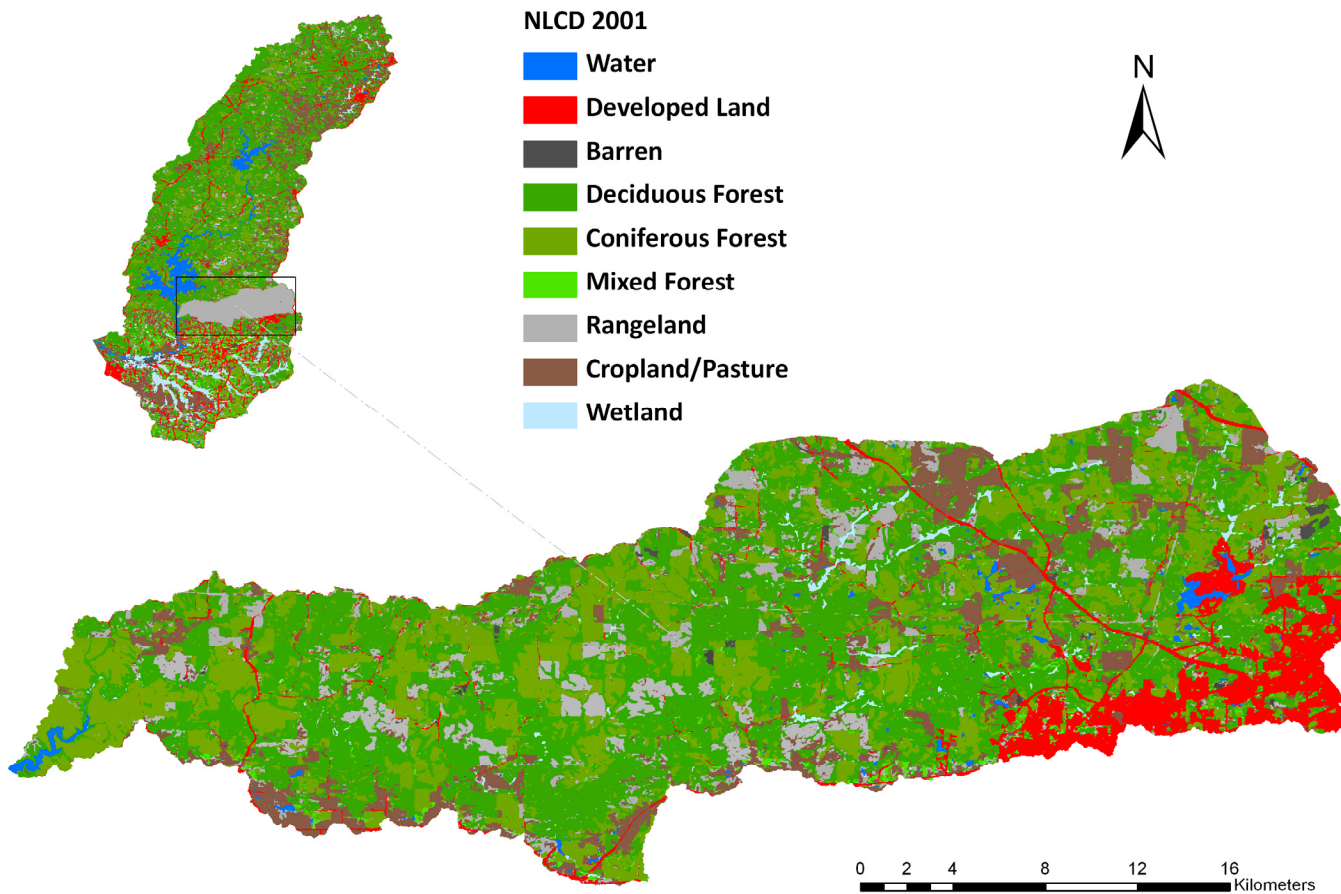 NLCD 2001
Water
Developed Land
Barren
Deciduous Forest
Coniferous Forest
Mixed Forest
Rangeland
Cropland/Pasture
Wetland
N
0 2 4 8 12 16
Kilometers